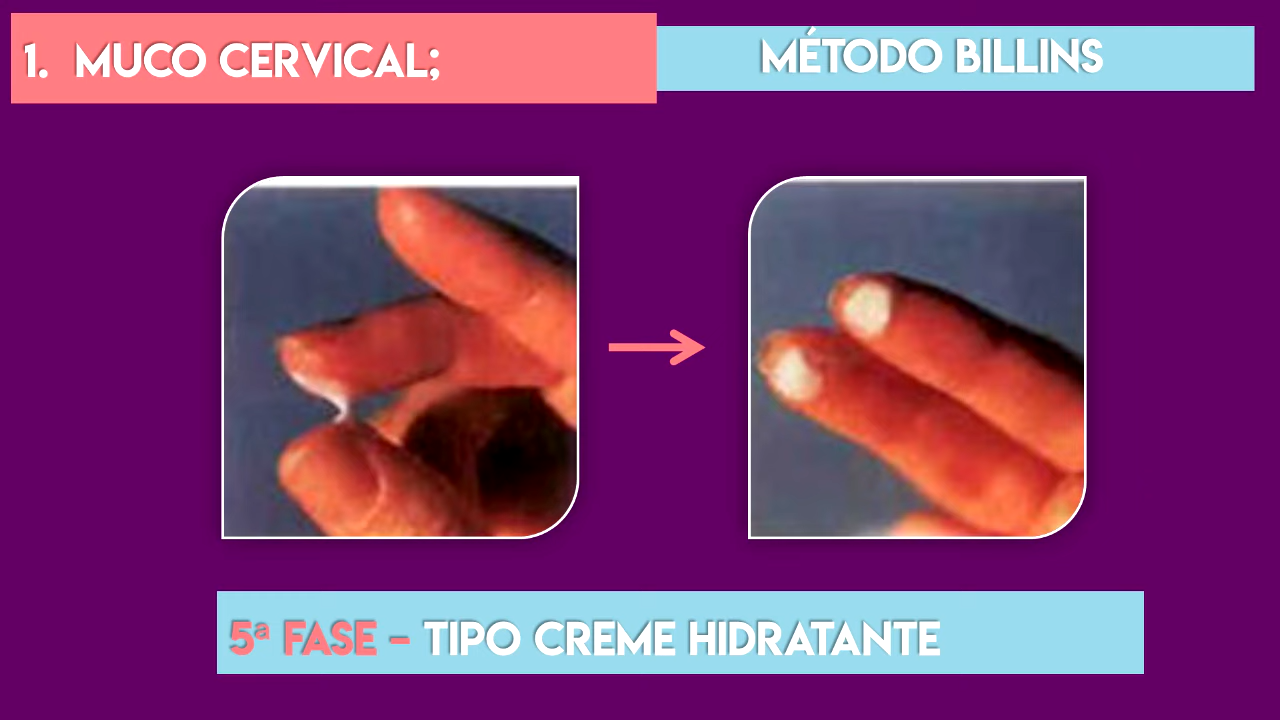 1. MUCO CERVICAL;
MÉTODO BILLINS
5ª FASE – TIPO CREME HIDRATANTE